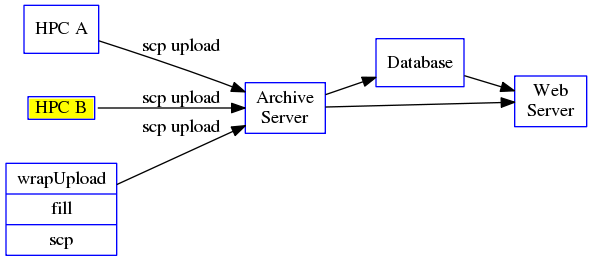 HPC A
scp upload
Database
HPC B
scp upload
Archive
Server
Web
Server
scp upload
wrapUpload
fill
scp